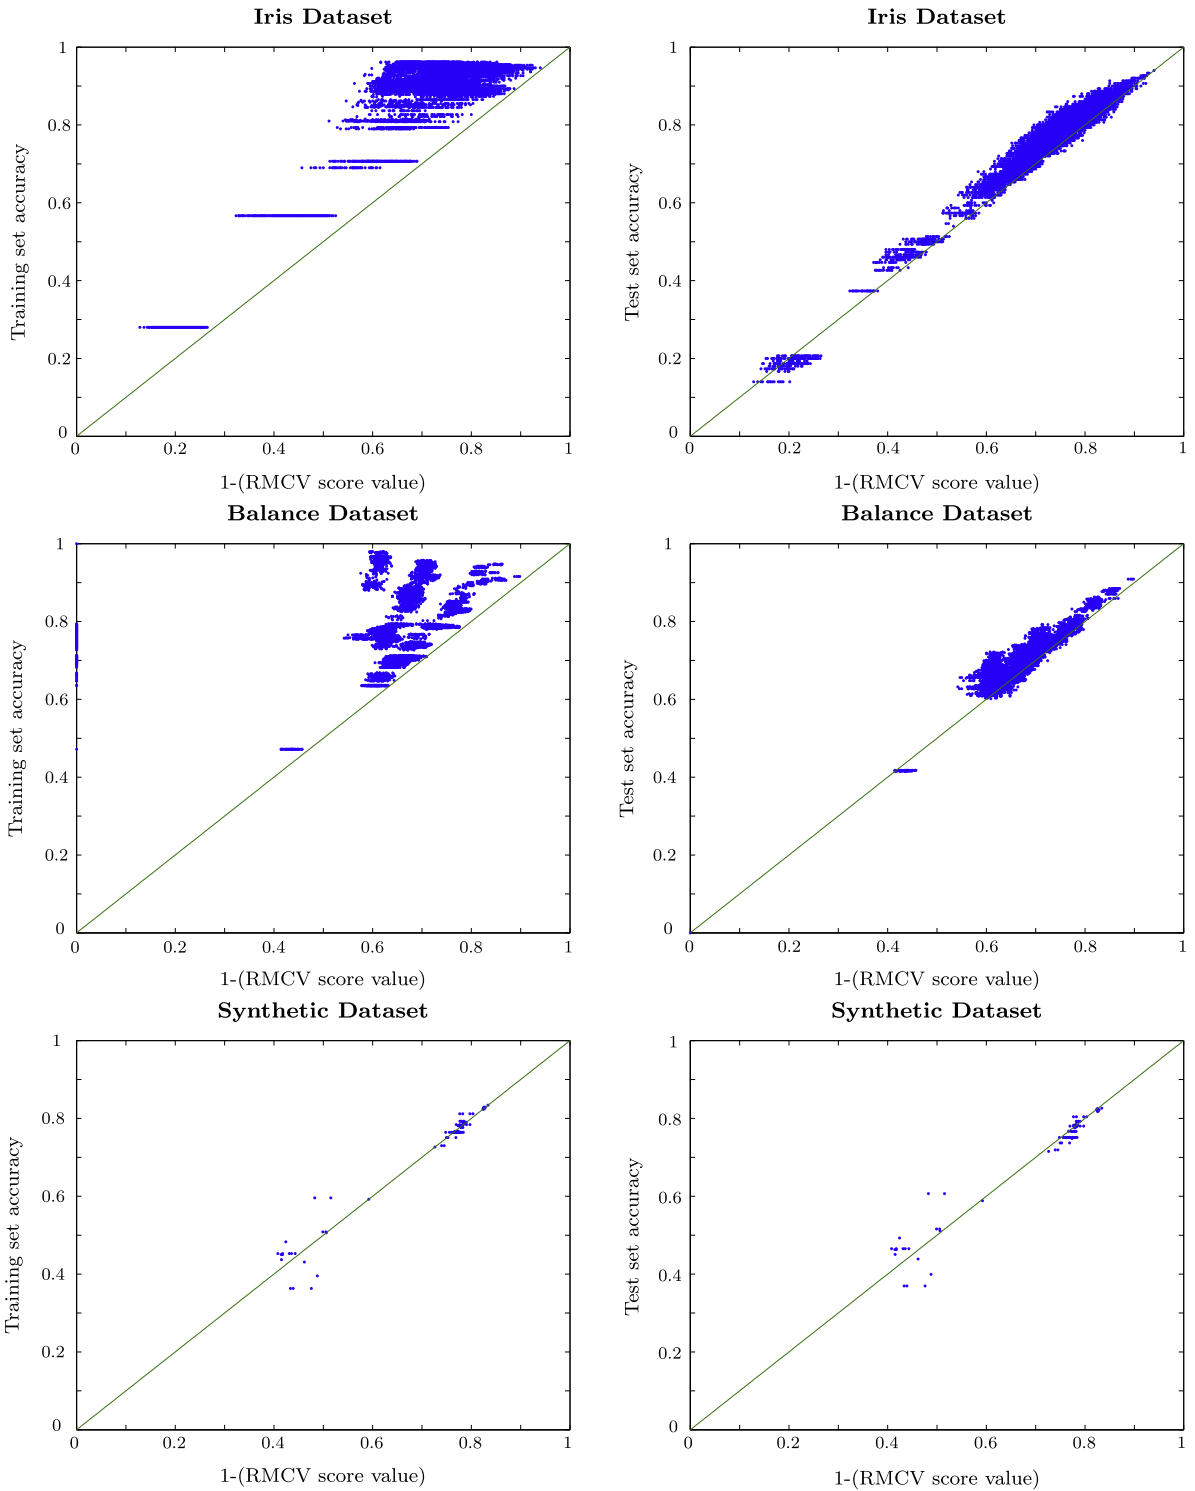 Iris Dataset
Training set accuracy
1
0.8
0.6
0.4
0.2
0
0 0.2 0.4 0.6 0.8 1
1-(RMCV score value)
Iris Dataset
Test set accuracy
1
0.8
0.6
0.4
0.2
0
0 0.2 0.4 0.6 0.8 1
1-(RMCV score value)
Balance Dataset
Training set accuracy
1
0.8
0.6
0.4
0.2
0
0 0.2 0.4 0.6 0.8 1
1-(RMCV score value)
Balance Dataset
Test set accuracy
1
0.8
0.6
0.4
0.2
0
0 0.2 0.4 0.6 0.8 1
1-(RMCV score value)
Synthetic Dataset
Training set accuracy
1
0.8
0.6
0.4
0.2
0
0 0.2 0.4 0.6 0.8 1
1-(RMCV score value)
Synthetic Dataset
Test set accuracy
1
0.8
0.6
0.4
0.2
0
0 0.2 0.4 0.6 0.8 1
1-(RMCV score value)